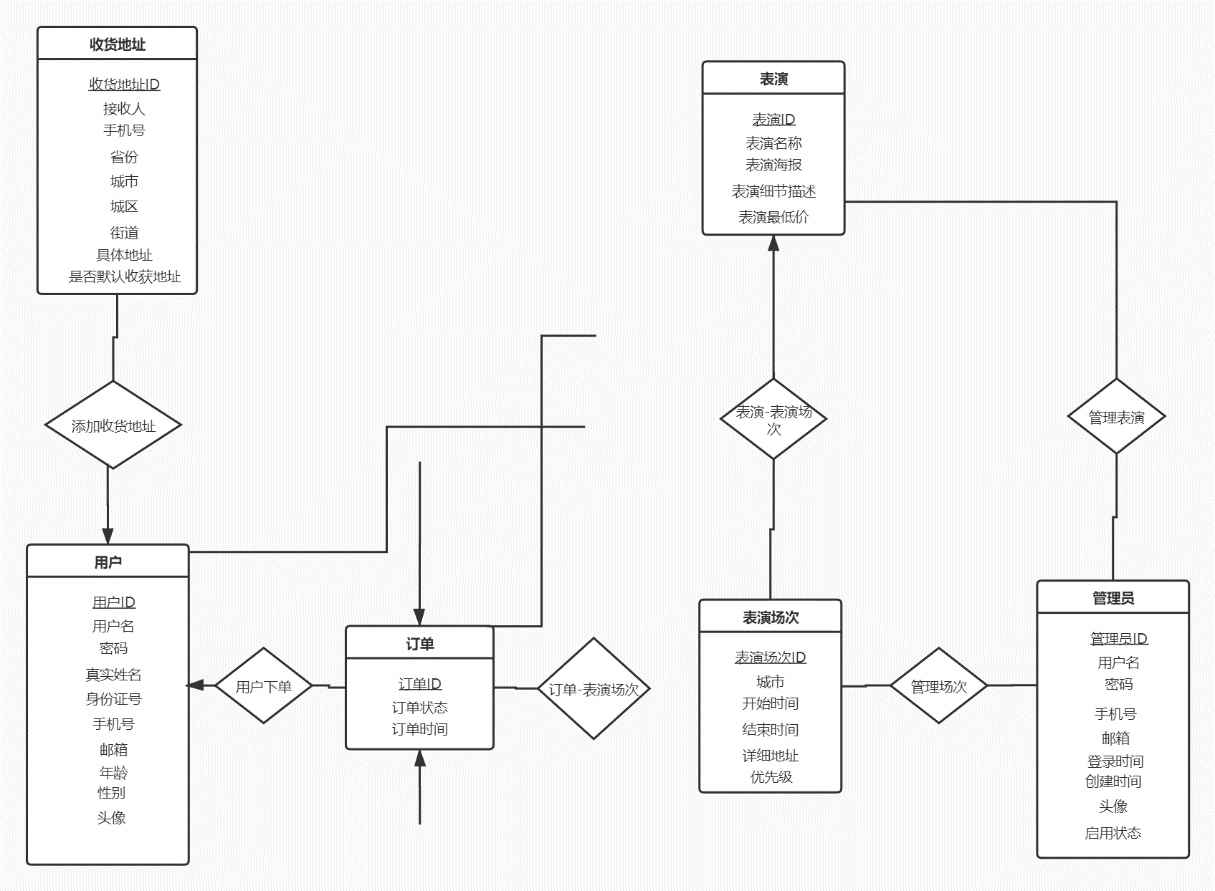 收货地址
收货地址ID
接收人
手机号
省份
城市
城区
街道
具体地址
是否默认收获地址
添加收货地址
用户
用户ID
用户名
密码
真实姓名
身份证号
手机号
邮箱
年龄
性别
头像
用户下单
订单
订单ID
订单状态
订单时间
订单-表演场次
表演
表演ID
表演名称
表演海报
表演细节描述
表演最低价
表演-表演场
次
表演场次
表演场次ID
城市
开始时间
结束时间
详细地址
优先级
管理表演
管理场次
管理员
管理员ID
用户名
密码
手机号
邮箱
登录时间
创建时间
头像
启用状态